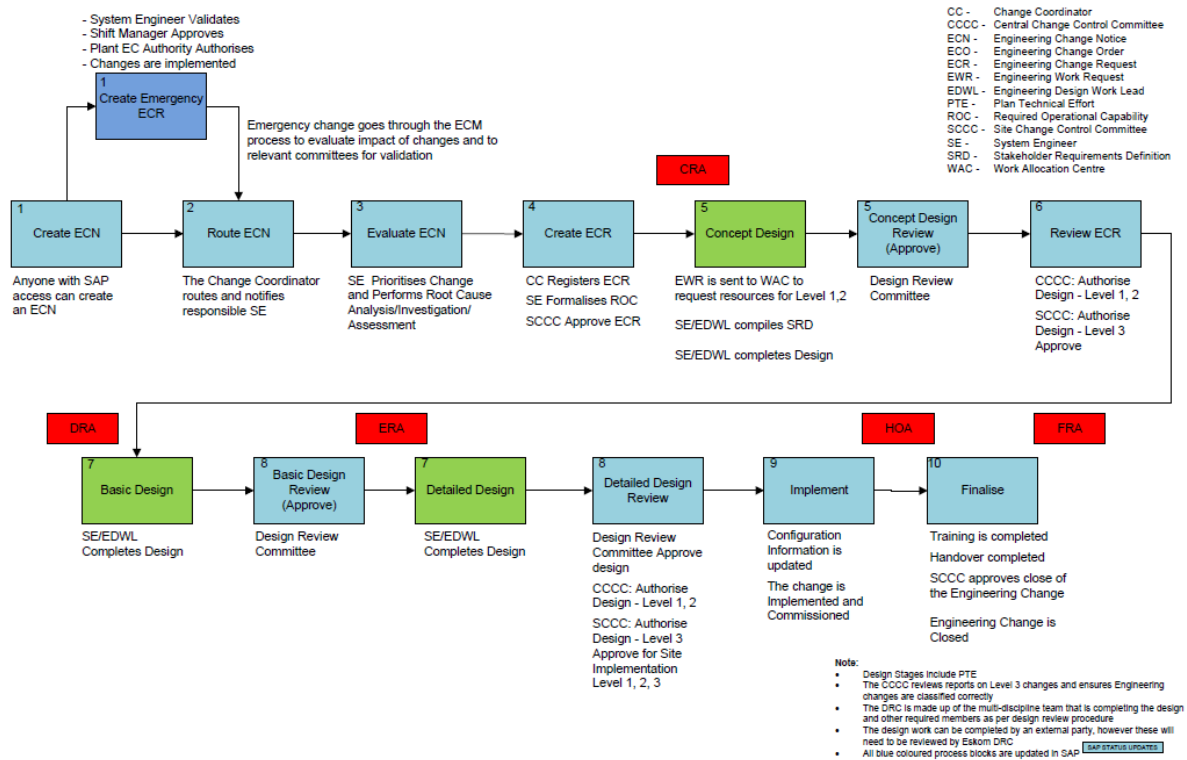 - System Engineer Validates
- Shift Manager Approves
- Plant EC Authority Authorises
- Changes are implemented
CC - Change Coordinator
CCCC - Central Change Control Committee
ECN - Engineering Change Notice
ECO - Engineering Change Order
ECR - Engineering Change Request
EWR - Engineering Work Request
EDWL - Engineering Design Work Lead
PTE - Plan Technical Effort
ROC - Required Operational Capability
SCCC - Site Change Control Committee
SE - System Engineer
SRD - Stakeholder Requirements Definition
WAC - Work Allocation Centre
1
Create Emergency
ECR
Emergency change goes through the ECM
process to evaluate impact of changes and to
relevant committees for validation
CRA
1
Create ECN
Anyone with SAP
access can create
an ECN
2
Route ECN
The Change Coordinator
routes and notifies
responsible SE
3
Evaluate ECN
SE Prioritises Change
and Performs Root Cause
Analysis/Investigation/
Assessment
4
Create ECR
CC Registers ECR
SE Formalises ROC
SCCC Approve ECR
5
Concept Design
EWR is sent to WAC to
request resources for Level 1,2
SE/EDWL compiles SRD
SE/EDWL completes Design
5
Concept Design
Review
(Approve)
Design Review
Committee
6
Review ECR
CCCC: Authorise
Design - Level 1, 2
SCCC: Authorise
Design - Level 3
Approve
DRA
ERA
HOA
FRA
7
Basic Design
SE/EDWL
Completes Design
8
Basic Design
Review
(Approve)
Design Review
Committee
7
Detailed Design
SE/EDWL
Completes Design
8
Detailed Design
Review
Design Review
Committee Approve
design
CCCC: Authorise
Design - Level 1, 2
SCCC: Authorise
Design - Level 3
Approve for Site
Implementation
Level 1, 2, 3
9
Implement
Configuration
Information is
updated
The change is
Implemented and
Commissioned
10
Finalise
Training is completed
Handover completed
SCCC approves close of
the Engineering Change
Engineering Change is
Closed
Note:
• Design Stages include PTE
• The CCCC reviews reports on Level 3 changes and ensures Engineering
changes are classified correctly
• The DRC is made up of the multi-discipline team that is completing the design
and other required members as per design review procedure
• The design work can be completed by an external party, however these will
need to be reviewed by Eskom DRC
• All blue coloured process blocks are updated in SAP SAP STATUS UPDATES